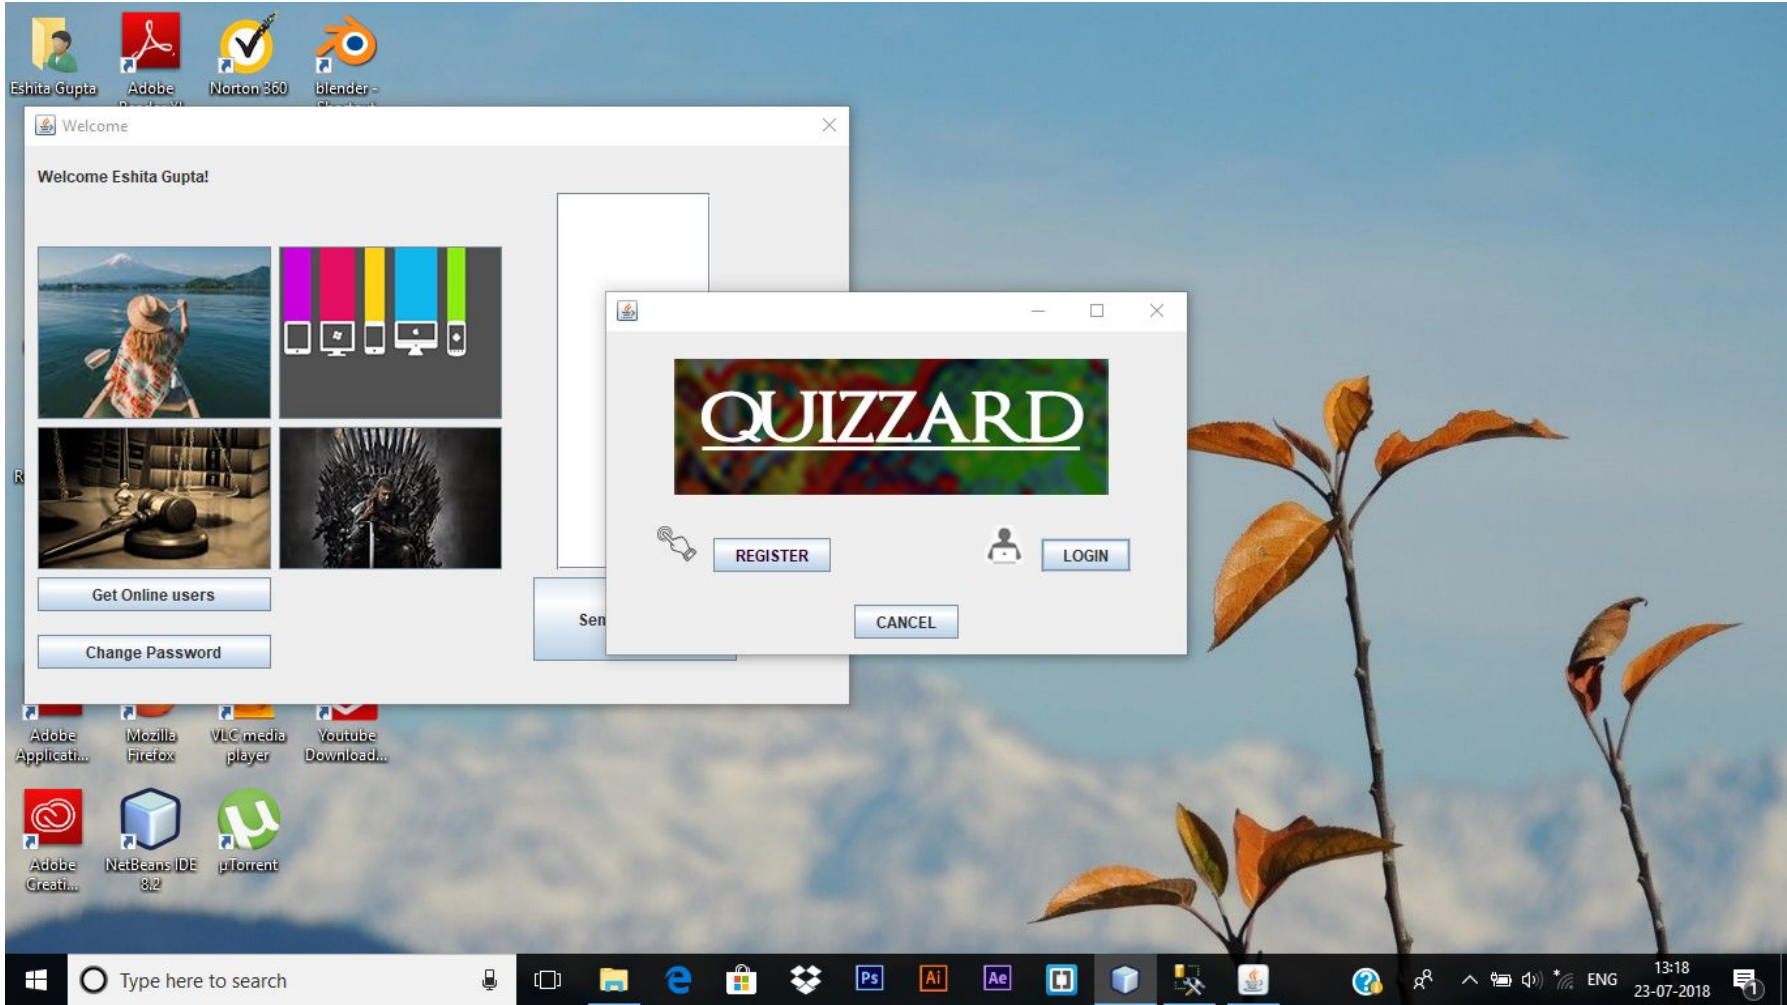 Eshita Gupta
Adobe
Norton 360
blender -
Welcome
Welcome Eshita Gupta!
QUIZZARD
REGISTER
LOGIN
CANCEL
Get Online users
Sen
Change Password
R
Adobe
Applicati...
Mozilla
Firefox
VLC media
player
Youtube
Download...
Adobe
Creati...
NetBeans IDE
8.2
µTorrent
Type here to search
Ps
Ai
Ae
ENG
13:18
23-07-2018
1